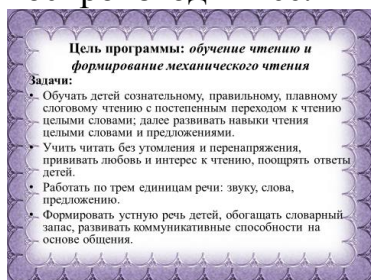 Цель программы: обучение чтению и
формирование механического чтения
Задачи:
• Обучать детей сознательному, правильному, плавному
слоговому чтению с постепенным переходом к чтению
целыми словами; далее развивать навыки чтения
целыми словами и предложениями.
• Учить читать без утомления и перенапряжения,
прививать любовь и интерес к чтению, поощрять ответы
детей.
• Работать по трем единицам речи: звуку, слова,
предложению.
• Формировать устную речь детей, обогащать словарный
запас, развивать коммуникативные способности на
основе общения.